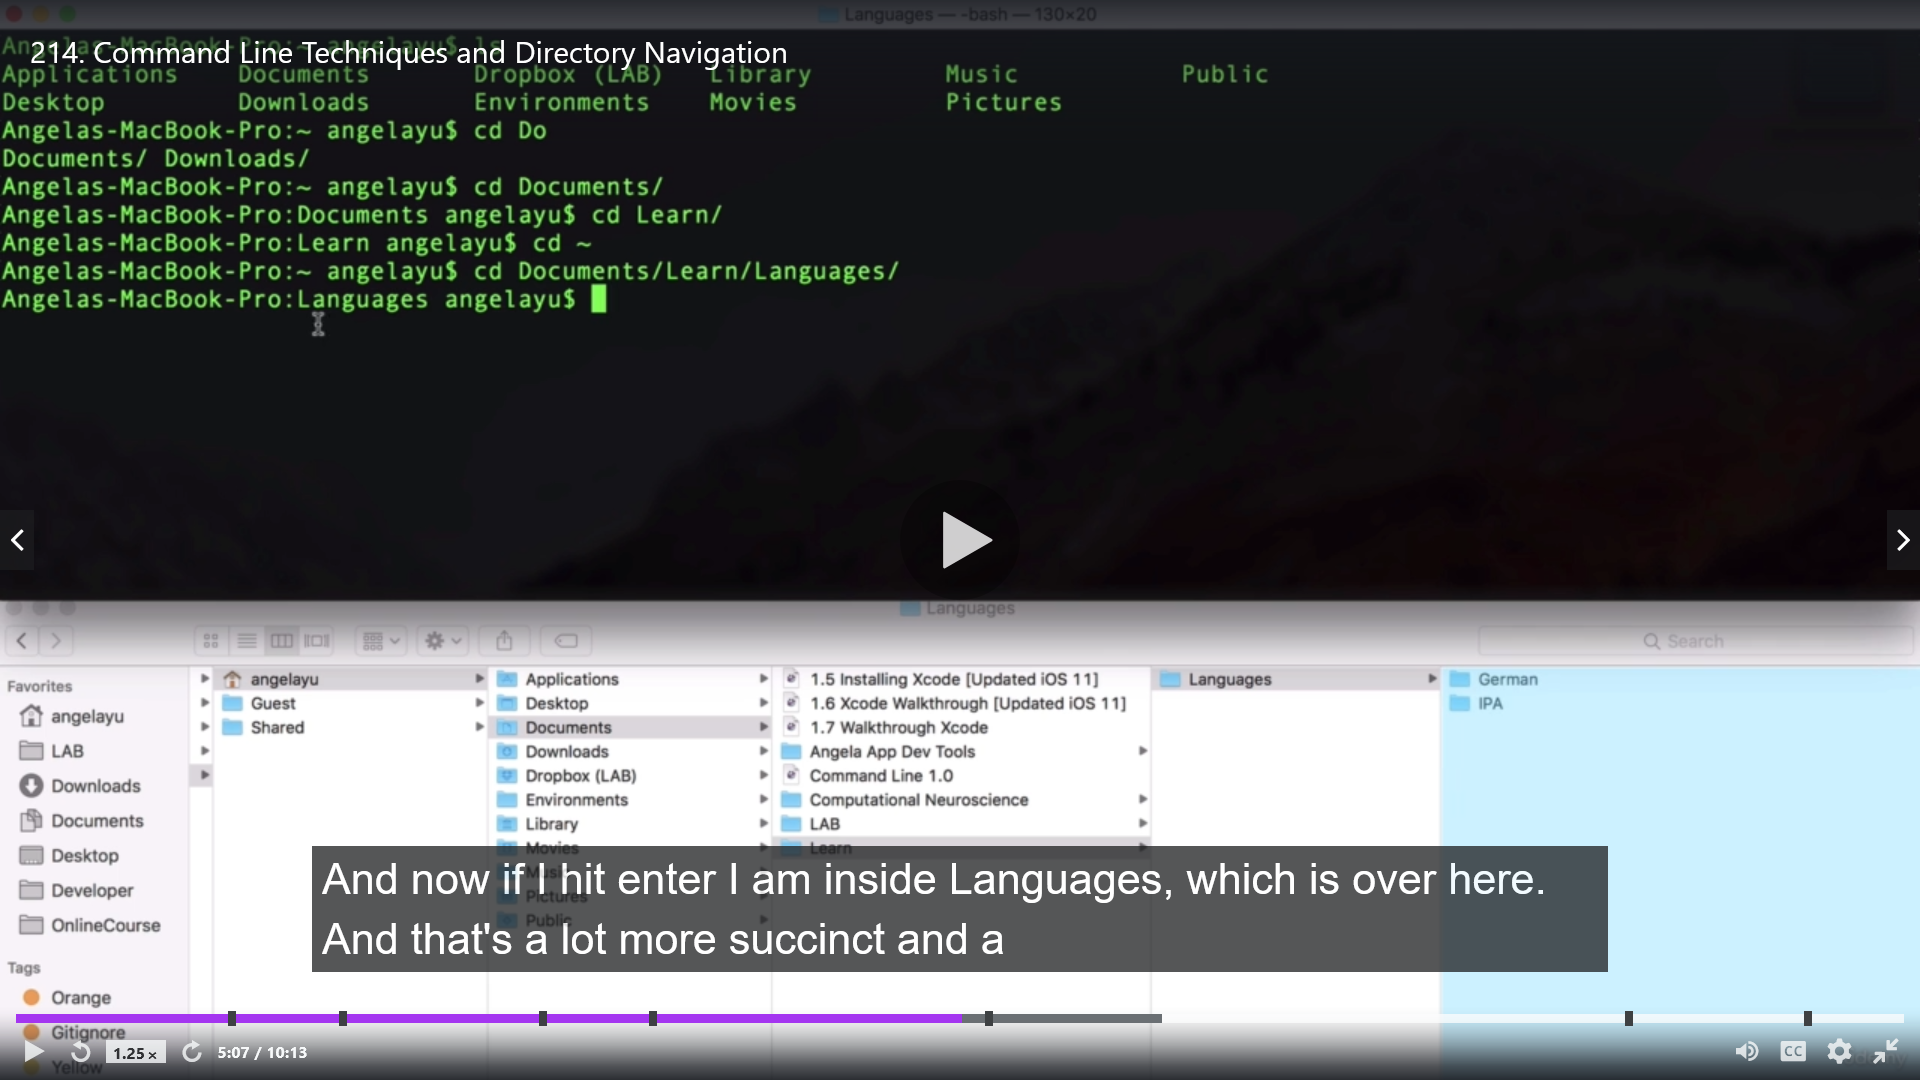 Languages — -bash — 130×20
Angelas-MacBook-Pro:~ angelayu$ ls
214. Command Line Techniques and Directory Navigation
Applications Documents Dropbox (LAB) Library Music Public
Desktop Downloads Environments Movies Pictures
Angelas-MacBook-Pro:~ angelayu$ cd Do
Documents/ Downloads/
Angelas-MacBook-Pro:~ angelayu$ cd Documents/
Angelas-MacBook-Pro:Documents angelayu$ cd Learn/
Angelas-MacBook-Pro:Learn angelayu$ cd ~
Angelas-MacBook-Pro:~ angelayu$ cd Documents/Learn/Languages/
Angelas-MacBook-Pro:Languages angelayu$
Languages
Search
Favorites
angelayu
LAB
Downloads
Documents
Desktop
Developer
OnlineCourse
Tags
Orange
Gitignore
Yellow
angelayu
Guest
Shared
Applications
Desktop
Documents
Downloads
Dropbox (LAB)
Environments
Library
Movies
Music
Pictures
Public
1.5 Installing Xcode [Updated iOS 11]
1.6 Xcode Walkthrough [Updated iOS 11]
1.7 Walkthrough Xcode
Angela App Dev Tools
Command Line 1.0
Computational Neuroscience
LAB
Learn
Languages
German
IPA
And now if I hit enter I am inside Languages, which is over here.
And that's a lot more succinct and a
1.25×
5:07 / 10:13
CC